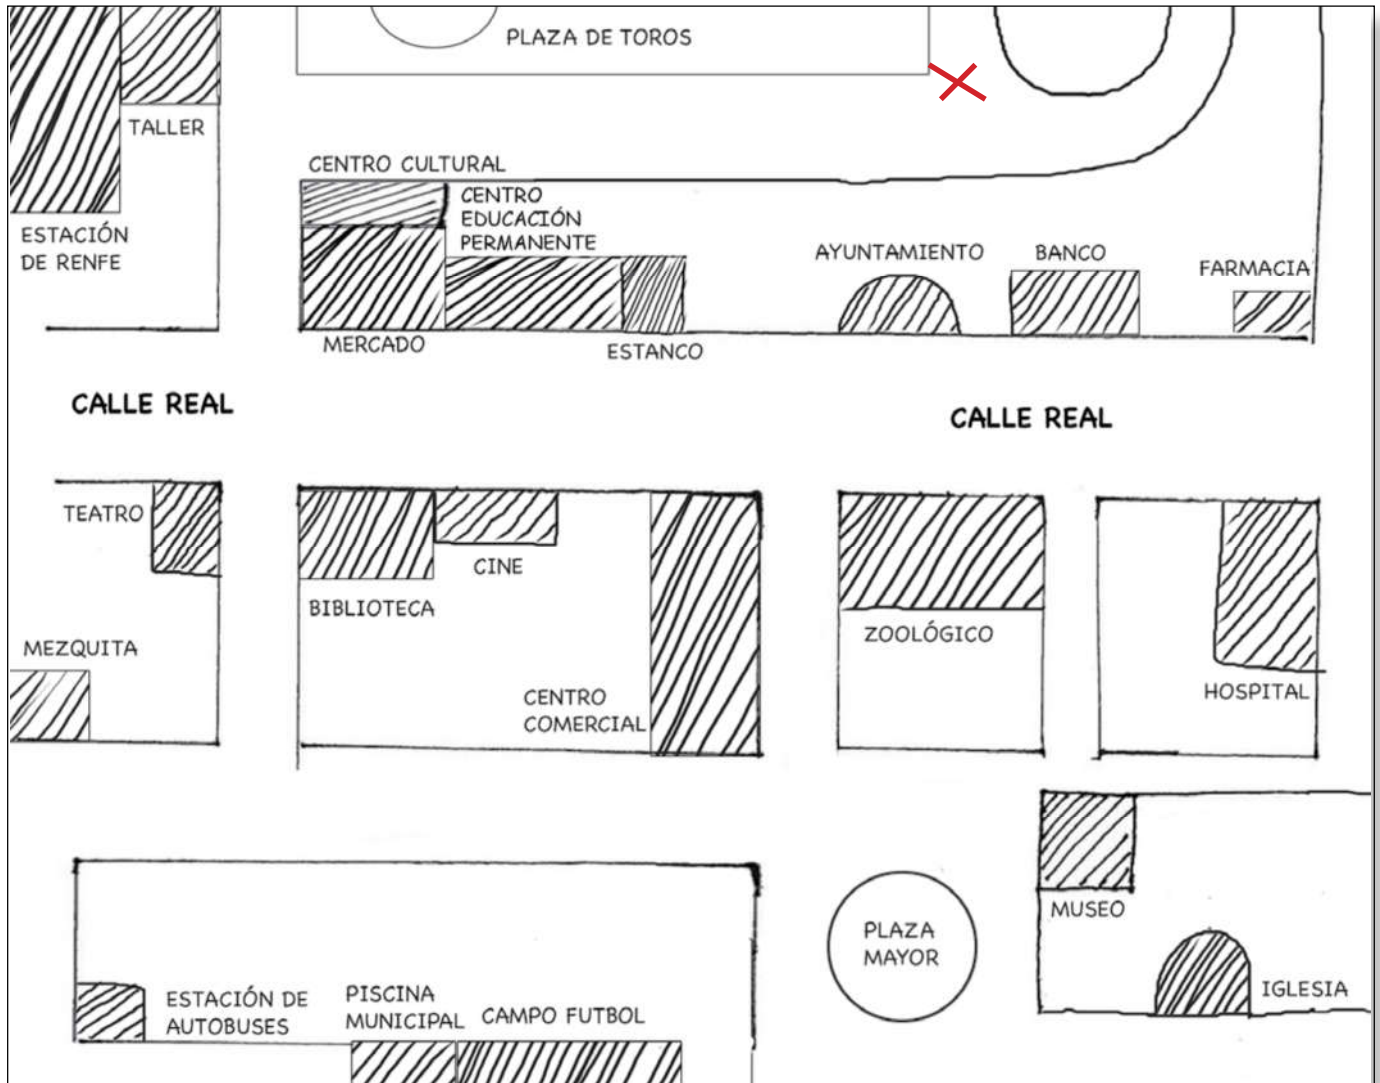 PLAZA DE TOROS
TALLER
CENTRO CULTURAL
CENTRO
EDUCACIÓN
PERMANENTE
ESTACIÓN
DE RENFE
AYUNTAMIENTO
BANCO
FARMACIA
MERCADO
ESTANCO
CALLE REAL
CALLE REAL
TEATRO
CINE
BIBLIOTECA
ZOOLÓGICO
MEZQUITA
CENTRO
COMERCIAL
HOSPITAL
MUSEO
PLAZA
MAYOR
IGLESIA
ESTACIÓN DE
AUTOBUSES
PISCINA
MUNICIPAL
CAMPO FUTBOL